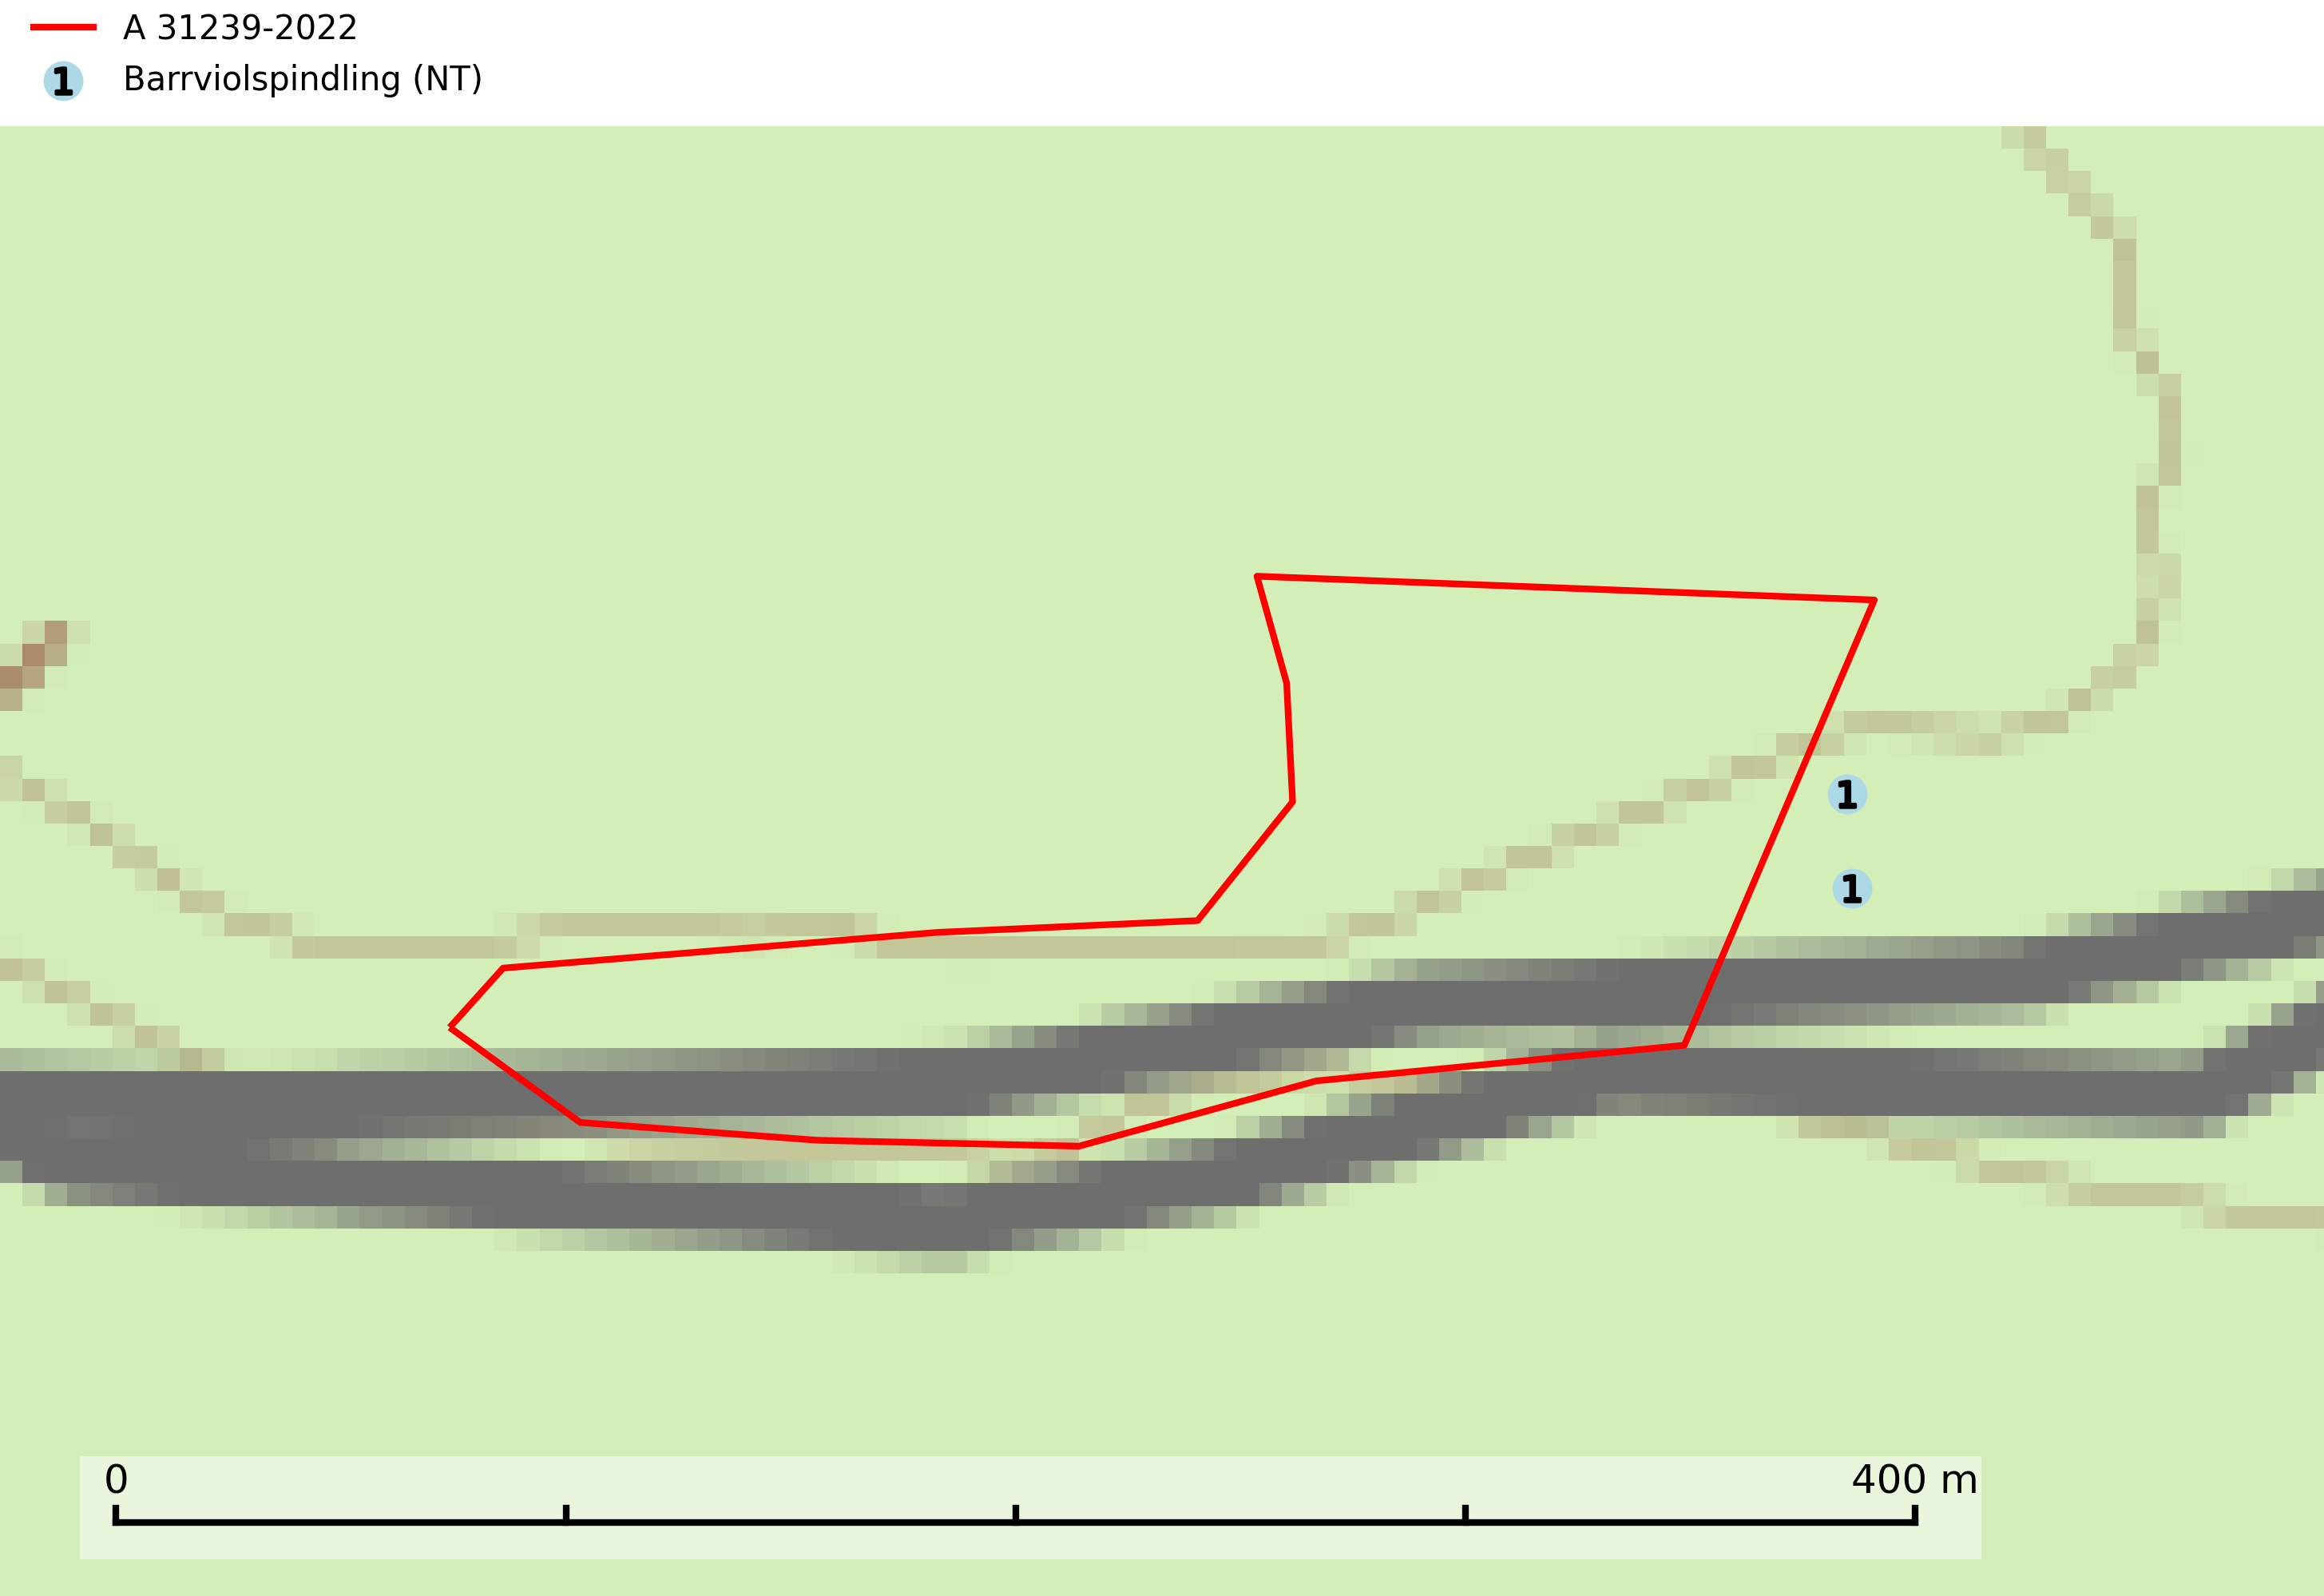 A 31239-2022
1 Barrviolspindling (NT)
1
1
0 400 m